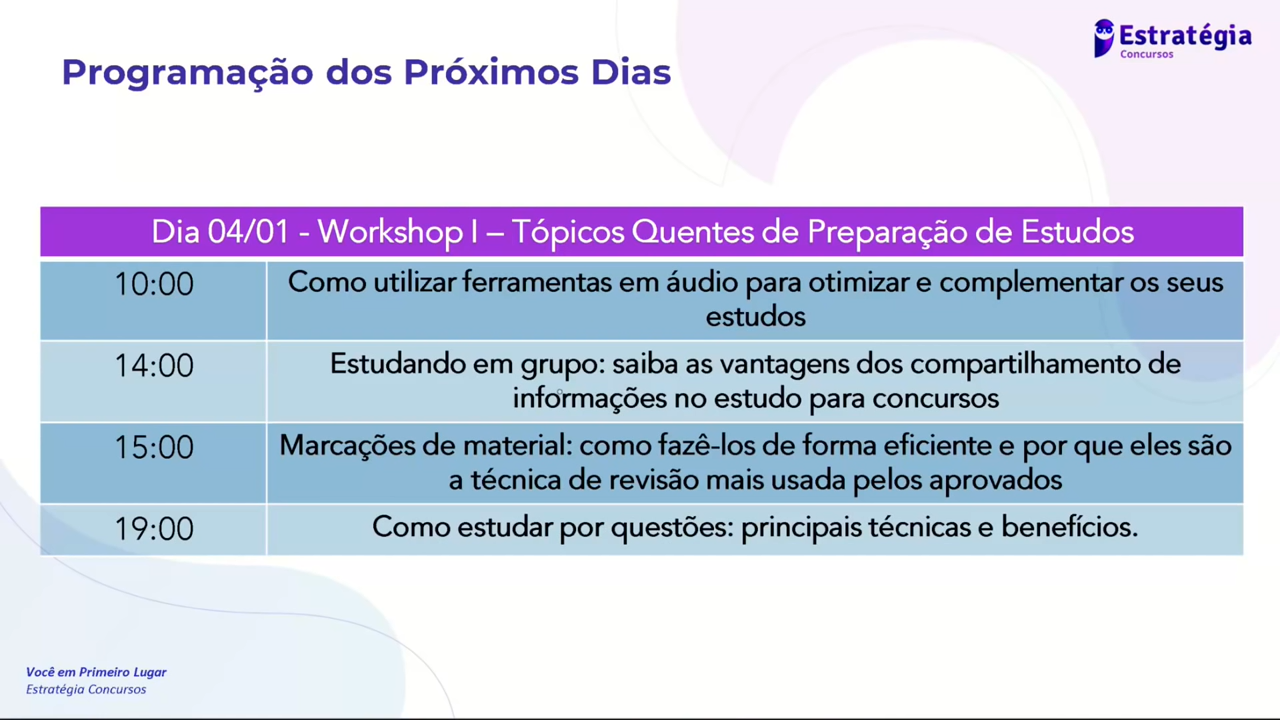 Estratégia
Concursos
Programação dos Próximos Dias
Dia 04/01 - Workshop I – Tópicos Quentes de Preparação de Estudos
10:00
Como utilizar ferramentas em áudio para otimizar e complementar os seus
estudos
14:00
Estudando em grupo: saiba as vantagens dos compartilhamento de
informações no estudo para concursos
15:00
Marcações de material: como fazê-los de forma eficiente e por que eles são
a técnica de revisão mais usada pelos aprovados
19:00
Como estudar por questões: principais técnicas e benefícios.
Você em Primeiro Lugar
Estratégia Concursos